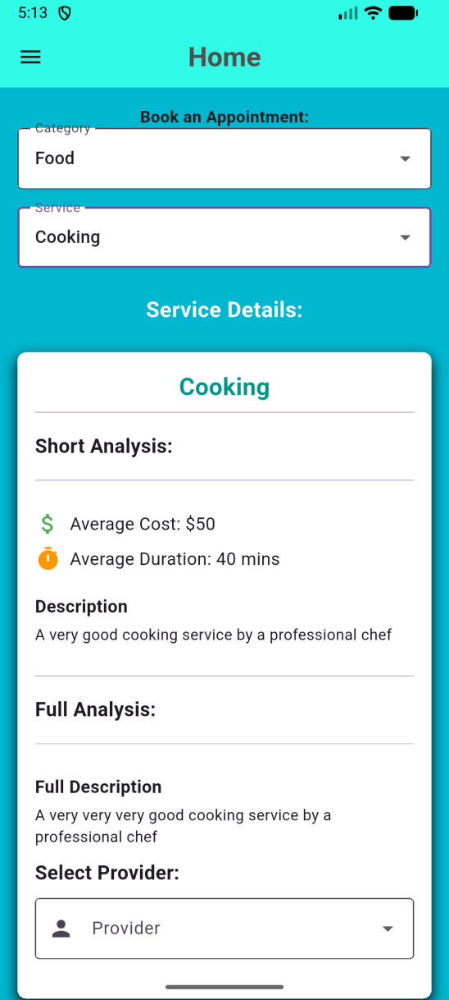 5:13
Home
Book an Appointment:
Category
Food
Service
Cooking
Service Details:
Cooking
Short Analysis:
Average Cost: $50
Average Duration: 40 mins
Description
A very good cooking service by a professional chef
Full Analysis:
Full Description
A very very very good cooking service by a
professional chef
Select Provider:
Provider